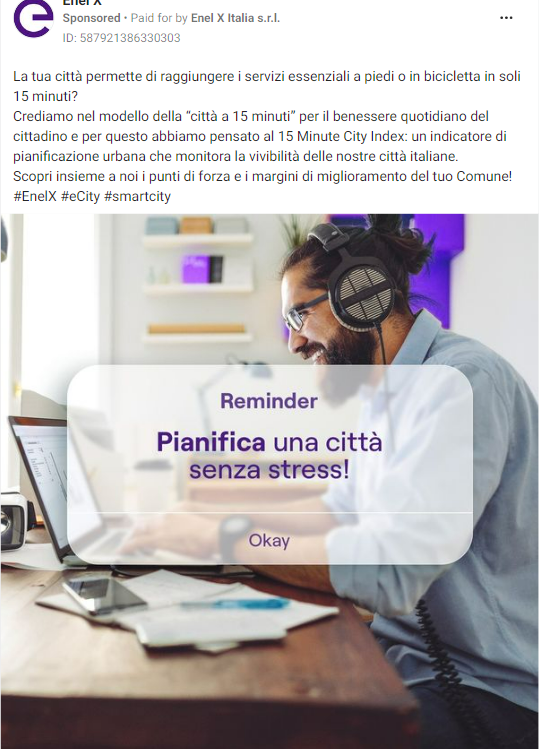 Enel X
Sponsored • Paid for by Enel X Italia s.r.l.
ID: 587921386330303
La tua città permette di raggiungere i servizi essenziali a piedi o in bicicletta in soli
15 minuti?
Crediamo nel modello della “città a 15 minuti” per il benessere quotidiano del
cittadino e per questo abbiamo pensato al 15 Minute City Index: un indicatore di
pianificazione urbana che monitora la vivibilità delle nostre città italiane.
Scopri insieme a noi i punti di forza e i margini di miglioramento del tuo Comune!
#EnelX #eCity #smartcity
Reminder
Pianifica una città
senza stress!
Okay